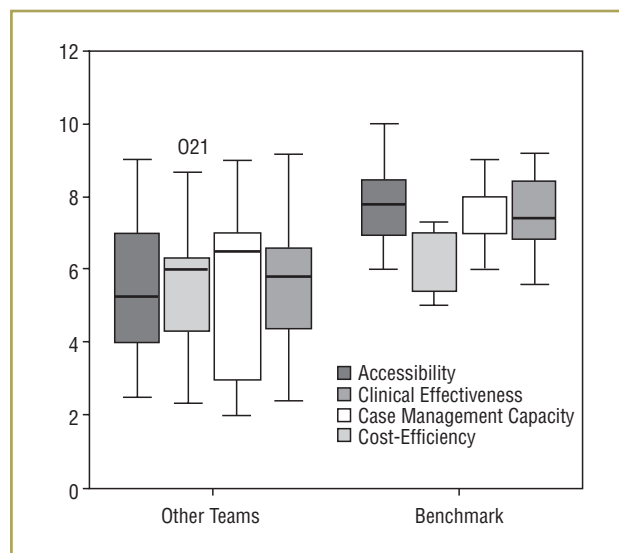 12
10
8
6
4
2
0
O21
Accessibility
Clinical Effectiveness
Case Management Capacity
Cost-Efficiency
Other Teams
Benchmark